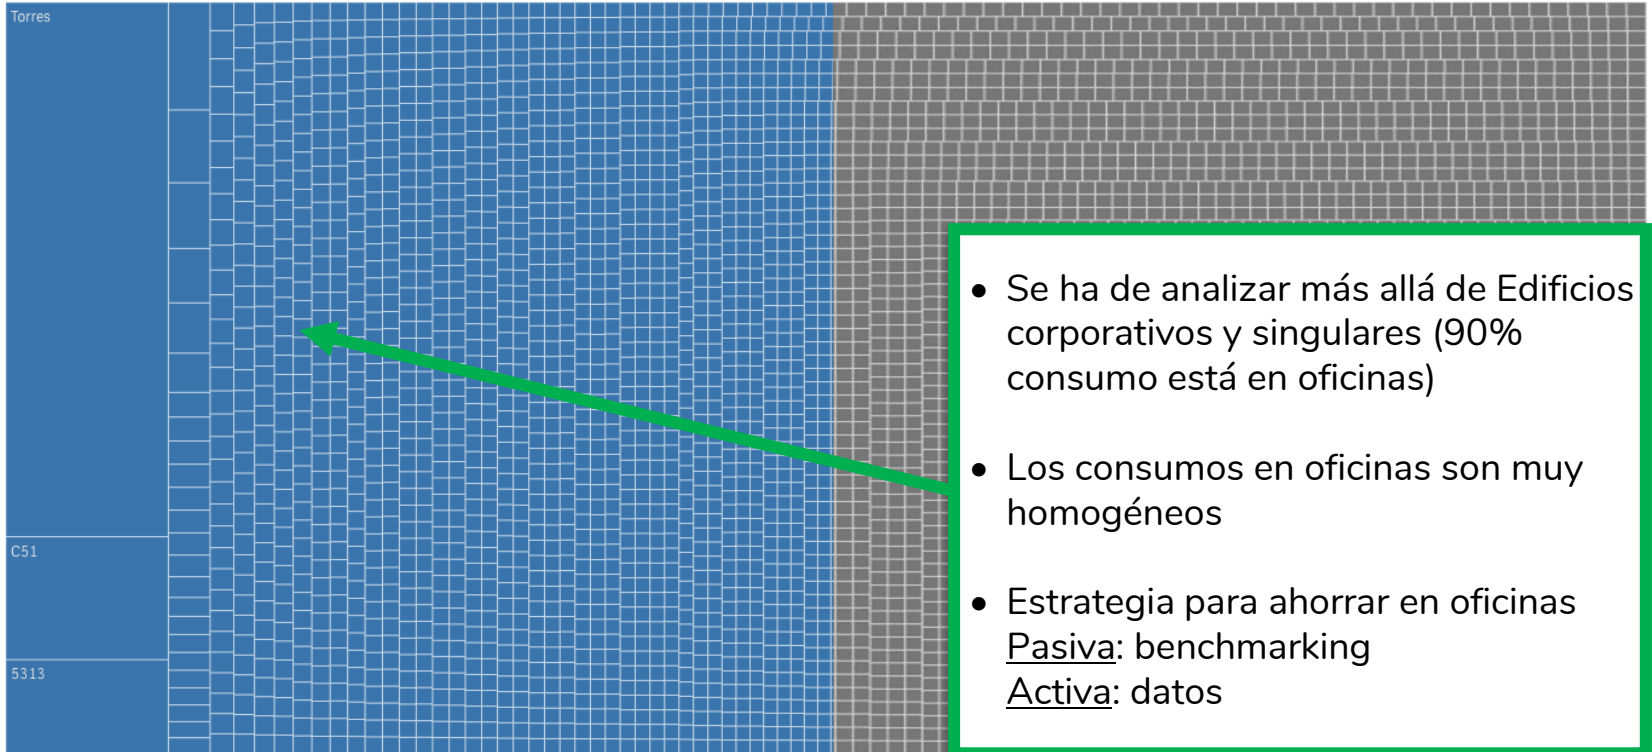 Torres
C51
5313
• Se ha de analizar más allá de Edificios
corporativos y singulares (90%
consumo está en oficinas)
• Los consumos en oficinas son muy
homogéneos
• Estrategia para ahorrar en oficinas
Pasiva: benchmarking
Activa: datos